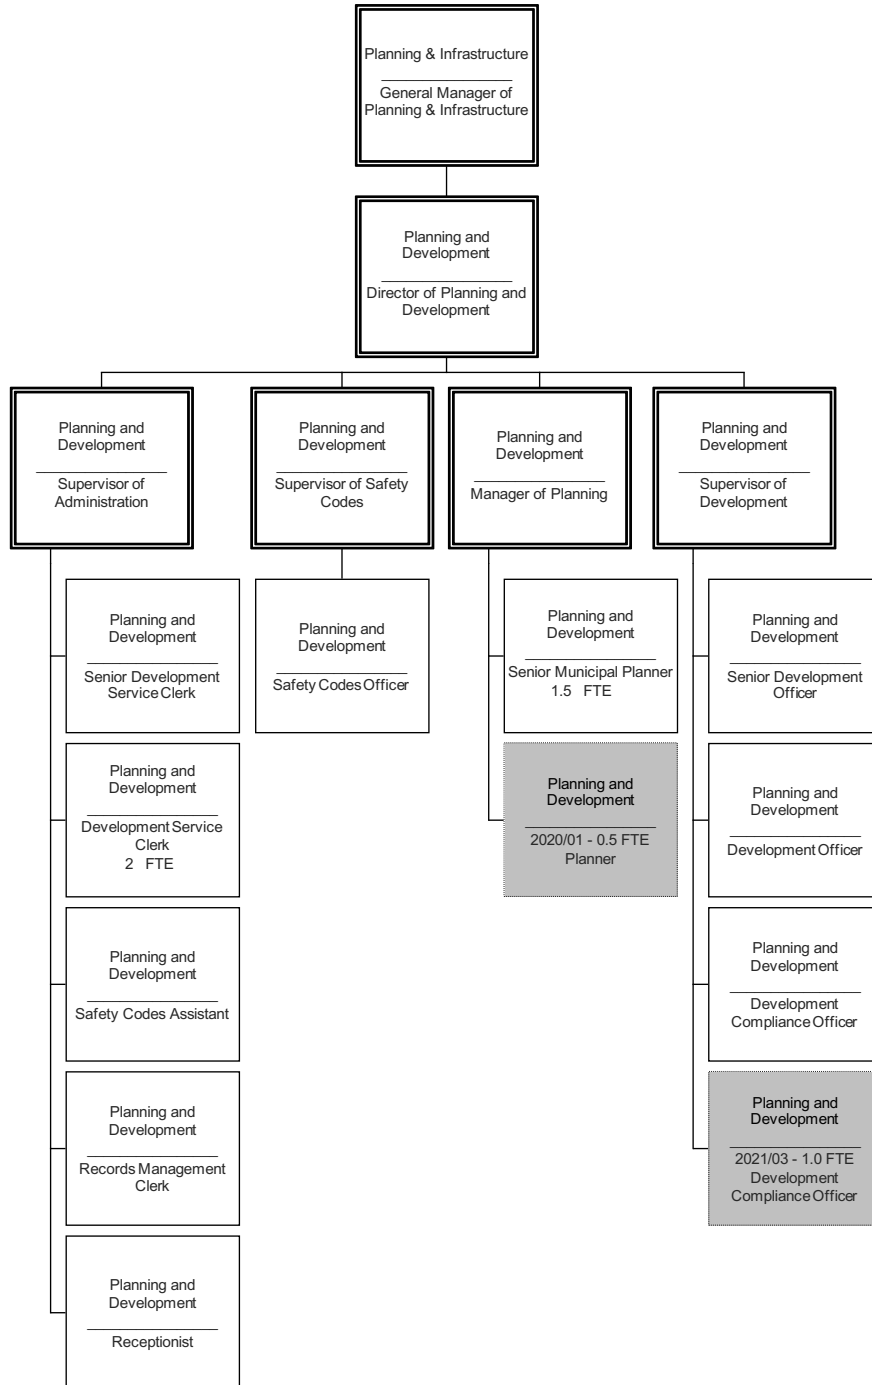 Planning & Infrastructure
General Manager of
Planning & Infrastructure
Planning and
Development
Director of Planning and
Development
Planning and
Development
Supervisor of
Administration
Planning and
Development
Supervisor of Safety
Codes
Planning and
Development
Manager of Planning
Planning and
Development
Supervisor of
Development
Planning and
Development
Senior Development
Service Clerk
Planning and
Development
Safety Codes Officer
Planning and
Development
Senior Municipal Planner
1.5 FTE
Planning and
Development
Senior Development
Officer
Planning and
Development
Development Service
Clerk
2 FTE
Planning and
Development
2020/01 - 0.5 FTE
Planner
Planning and
Development
Development Officer
Planning and
Development
Safety Codes Assistant
Planning and
Development
Development
Compliance Officer
Planning and
Development
Records Management
Clerk
Planning and
Development
2021/03 - 1.0 FTE
Development
Compliance Officer
Planning and
Development
Receptionist